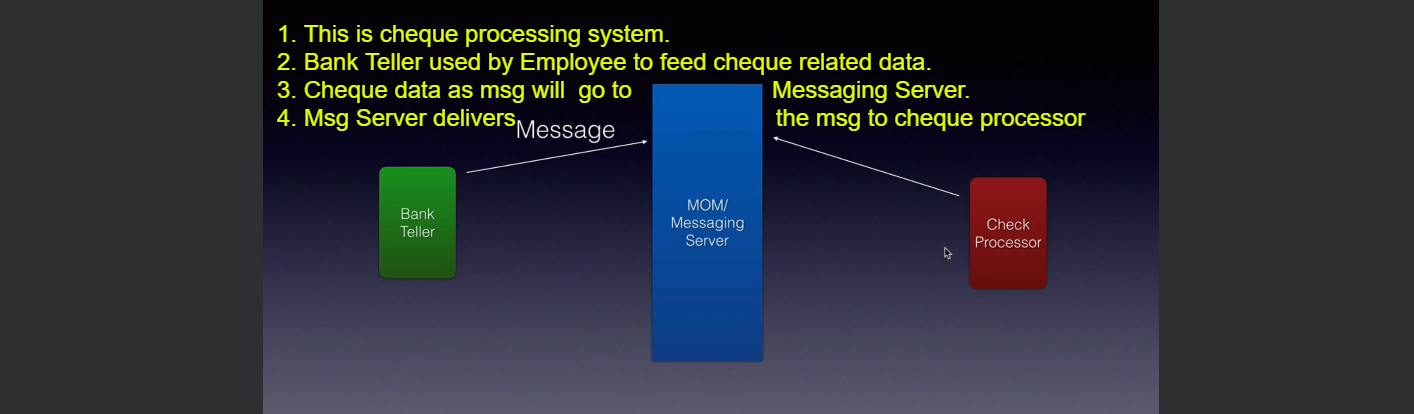 1. This is cheque processing system.
2. Bank Teller used by Employee to feed cheque related data.
3. Cheque data as msg will  go to Messaging Server.
4. Msg Server delivers the msg to cheque processor
Message
Bank
Teller
MOM/
Messaging
Server
Check
Processor